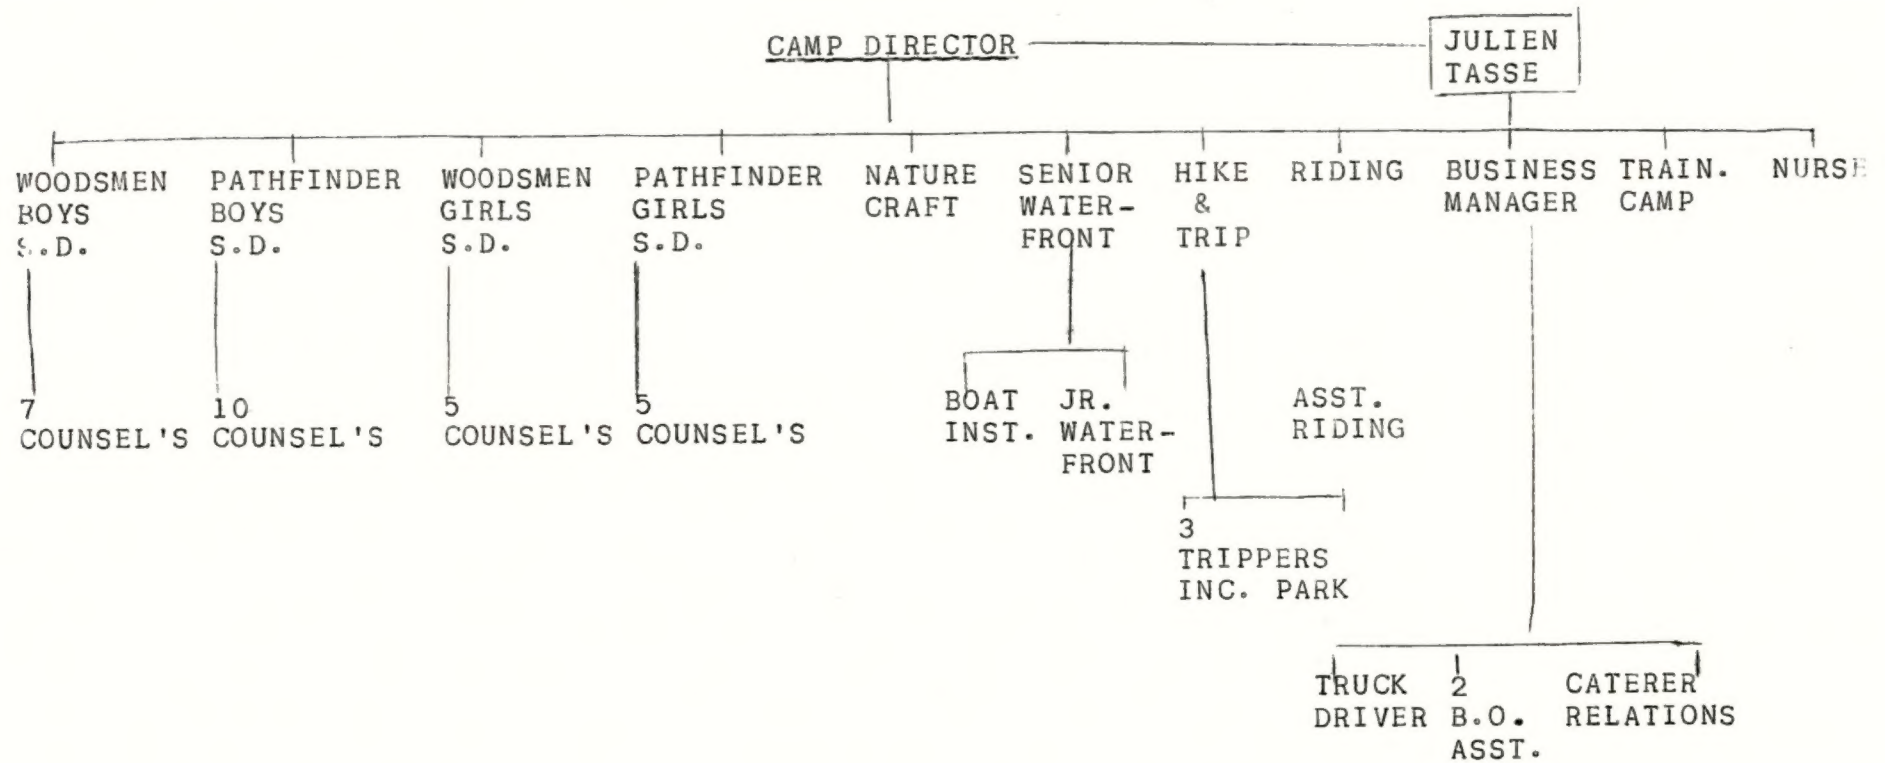 CAMP DIRECTOR
JULIEN
TASSE
WOODSMEN
BOYS
S.D.
PATHFINDER
BOYS
S.D.
WOODSMEN
GIRLS
S.D.
PATHFINDER
GIRLS
S.D.
NATURE
CRAFT
SENIOR
WATER-
FRONT
HIKE
&
TRIP
RIDING
BUSINESS
MANAGER
TRAIN.
CAMP
NURSE
7
COUNSEL'S
10
COUNSEL'S
5
COUNSEL'S
5
COUNSEL'S
BOAT
INST.
JR.
WATER-
FRONT
ASST.
RIDING
3
TRIPPERS
INC. PARK
TRUCK
DRIVER
2
B.O.
ASST.
CATERER
RELATIONS